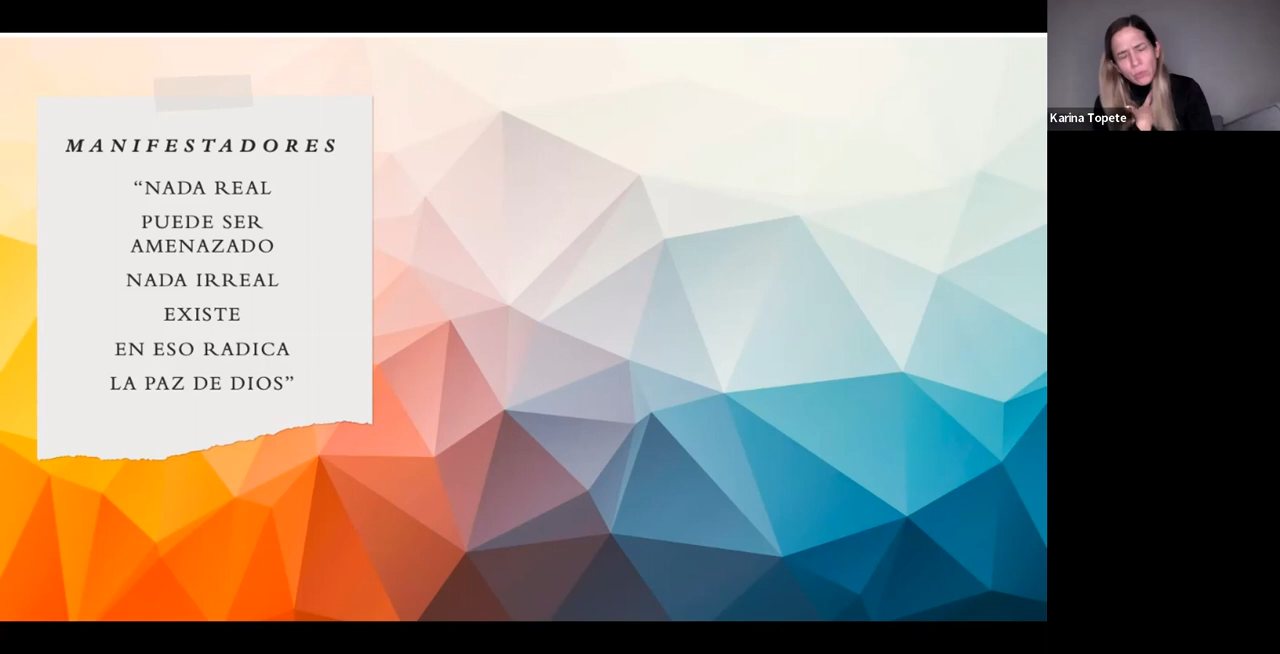 MANIFESTADORES
“NADA REAL
PUEDE SER
AMENAZADO
NADA IRREAL
EXISTE
EN ESO RADICA
LA PAZ DE DIOS”
Karina Topete